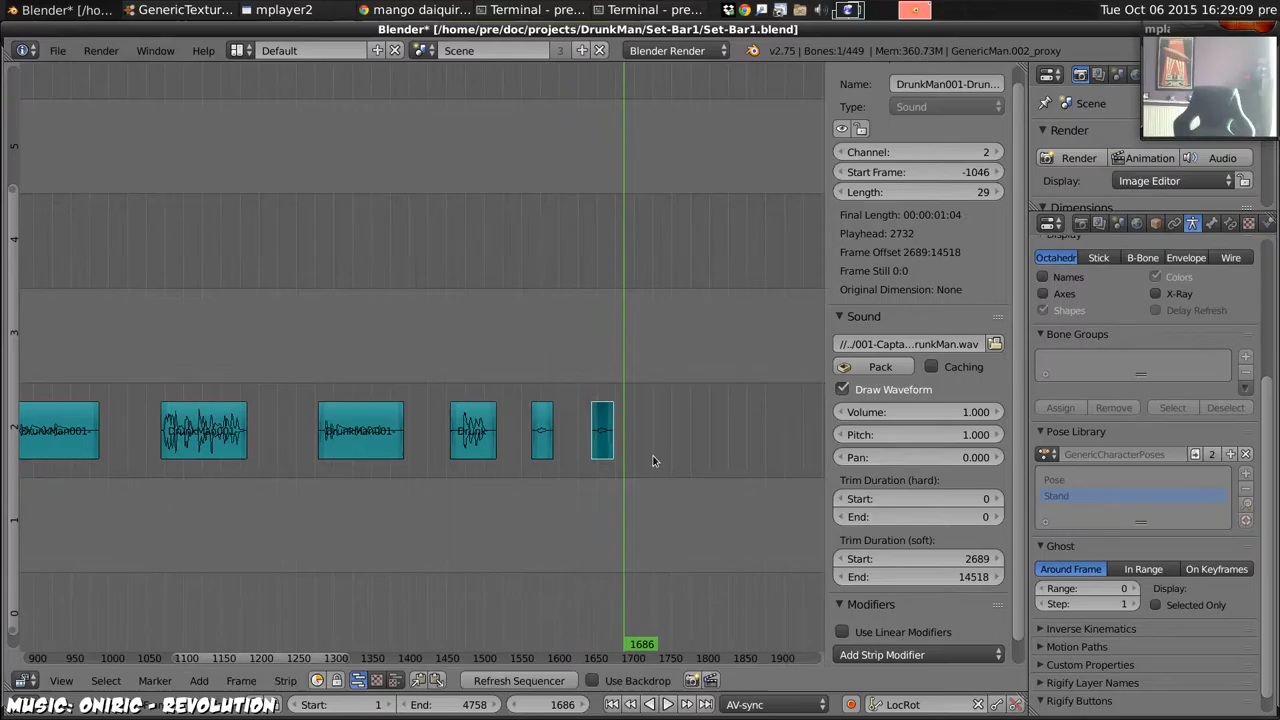 Blender* [/ho...
GenericTextur...
mplayer2
mango daiquir...
Terminal - pre...
Terminal - pre...
Tue Oct 06 2015 16:29:09 pre
Blender* [/home/pre/doc/projects/DrunkMan/Set-Bar1/Set-Bar1.blend]
File Render Window Help
Default
Scene
3
Blender Render
v2.75 | Bones:1/449 | Mem:360.73M | GenericMan.002_proxy
Name: DrunkMan001-Drun...
Type: Sound
Channel: 2
Start Frame: -1046
Length: 29
Final Length: 00:00:01:04
Playhead: 2732
Frame Offset 2689:14518
Frame Still 0:0
Original Dimension: None
Sound
//../001-Capta...runkMan.wav
Pack
Caching
Draw Waveform
Volume: 1.000
Pitch: 1.000
Pan: 0.000
Trim Duration (hard):
Start: 0
End: 0
Trim Duration (soft):
Start: 2689
End: 14518
Modifiers
Use Linear Modifiers
Add Strip Modifier
Scene
Render
Render Animation Audio
Display: Image Editor
Dimensions
Display
Octahedr Stick B-Bone Envelope Wire
Names Colors
Axes X-Ray
Shapes Delay Refresh
Bone Groups
Assign Remove Select Deselect
Pose Library
GenericCharacterPoses 2
Pose
Stand
Ghost
Around Frame In Range On Keyframes
Range: 0 Display:
Step: 1 Selected Only
Inverse Kinematics
Motion Paths
Custom Properties
Rigify Layer Names
Rigify Buttons
5
4
3
2
1
0
DrunkMan001-
DrunkMan001-
Drunk
1686
900 950 1000 1050 1100 1150 1200 1250 1300 1350 1400 1450 1500 1550 1600 1650 1700 1750 1800 1850 1900
View Select Marker Add Frame Strip
Refresh Sequencer
Use Backdrop
MUSIC: ONIRIC - REVOLUTION
Start: 1
End: 4758
1686
AV-sync
LocRot